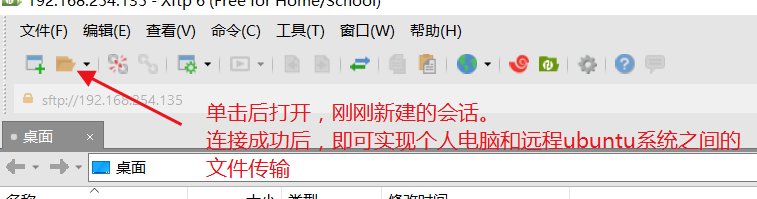 192.168.254.135 - Xftp 6 (Free for Home/School)
文件(F) 编辑(E) 查看(V) 命令(C) 工具(T) 窗口(W) 帮助(H)
sftp://192.168.254.135
单击后打开，刚刚新建的会话。
连接成功后，即可实现个人电脑和远程ubuntu系统之间的
文件传输
桌面
桌面
名称 大小 类型 修改时间